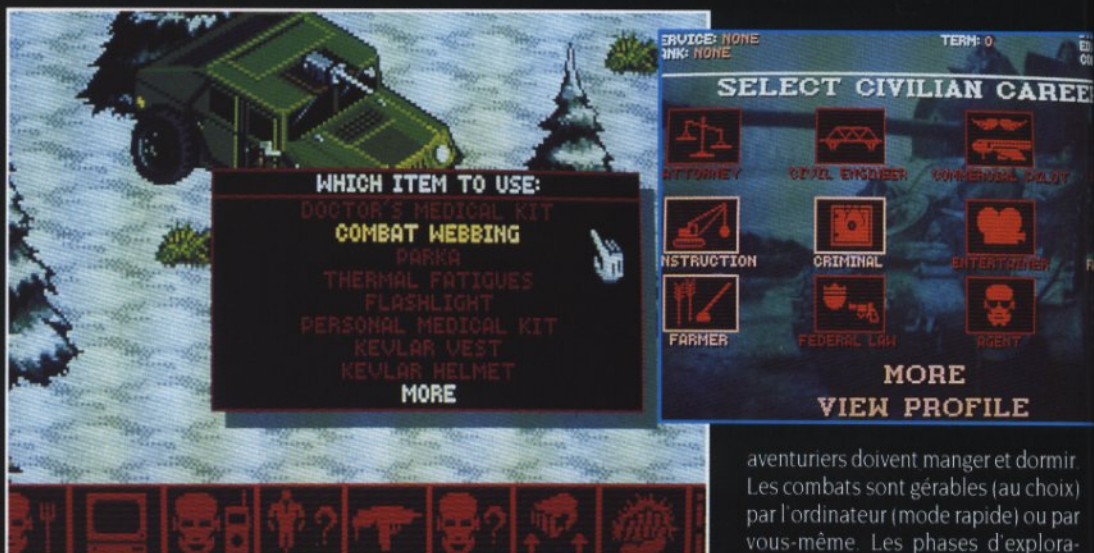 WHICH ITEM TO USE:
DOCTOR'S MEDICAL KIT
COMBAT WEBBING
PARKA
THERMAL FATIGUES
FLASHLIGHT
PERSONAL MEDICAL KIT
KEVLAR VEST
KEVLAR HELMET
MORE
ERVICE: NONE
ANK: NONE
TERM: 0
SELECT CIVILIAN CAREE
ATTORNEY
CIVIL ENGINEER
COMMERCIAL PILOT
NSTRUCTION
CRIMINAL
ENTERTAINER
FARMER
FEDERAL LAW
AGENT
MORE
VIEW PROFILE
aventuriers doivent manger et dormir.
Les combats sont gérables (au choix)
par l'ordinateur (mode rapide) ou par
vous-même. Les phases d'explora-